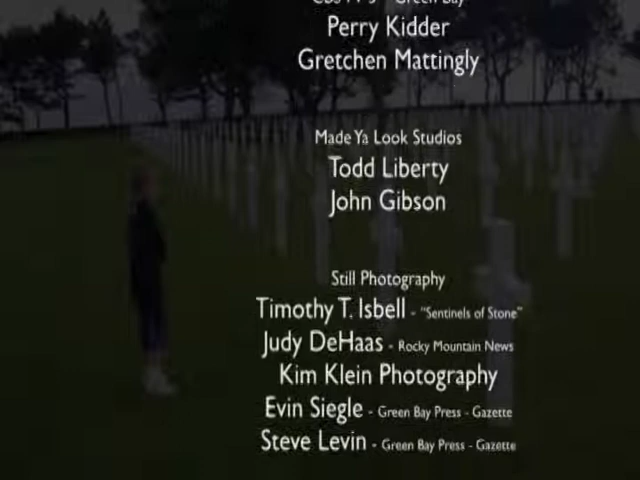 Perry Kidder
Gretchen Mattingly
Made Ya Look Studios
Todd Liberty
John Gibson
Still Photography
Timothy T. Isbell - "Sentinels of Stone"
Judy DeHaas - Rocky Mountain News
Kim Klein Photography
Evin Siegle - Green Bay Press - Gazette
Steve Levin - Green Bay Press - Gazette